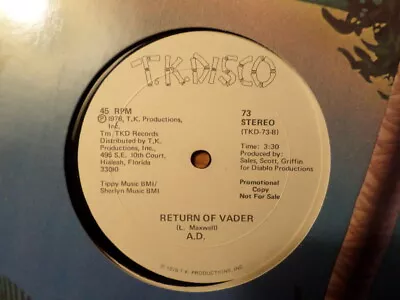 T.K. DISCO
45 RPM
℗ 1978, T.K. Productions,
Inc.
Tm TKD Records
Distributed by T.K.
Productions, Inc.
495 S.E. 10th Court,
Hialeah, Florida
33010
Tippy Music BMI/
Sherlyn Music BMI
73
STEREO
(TKD-73-B)
Time: 3:30
Produced by:
Sales, Scott, Griffin
for Diablo Productions
Promotional
Copy
Not For Sale
RETURN OF VADER
(L. Maxwell)
A.D.
℗ 1978 T.K. PRODUCTIONS, INC.